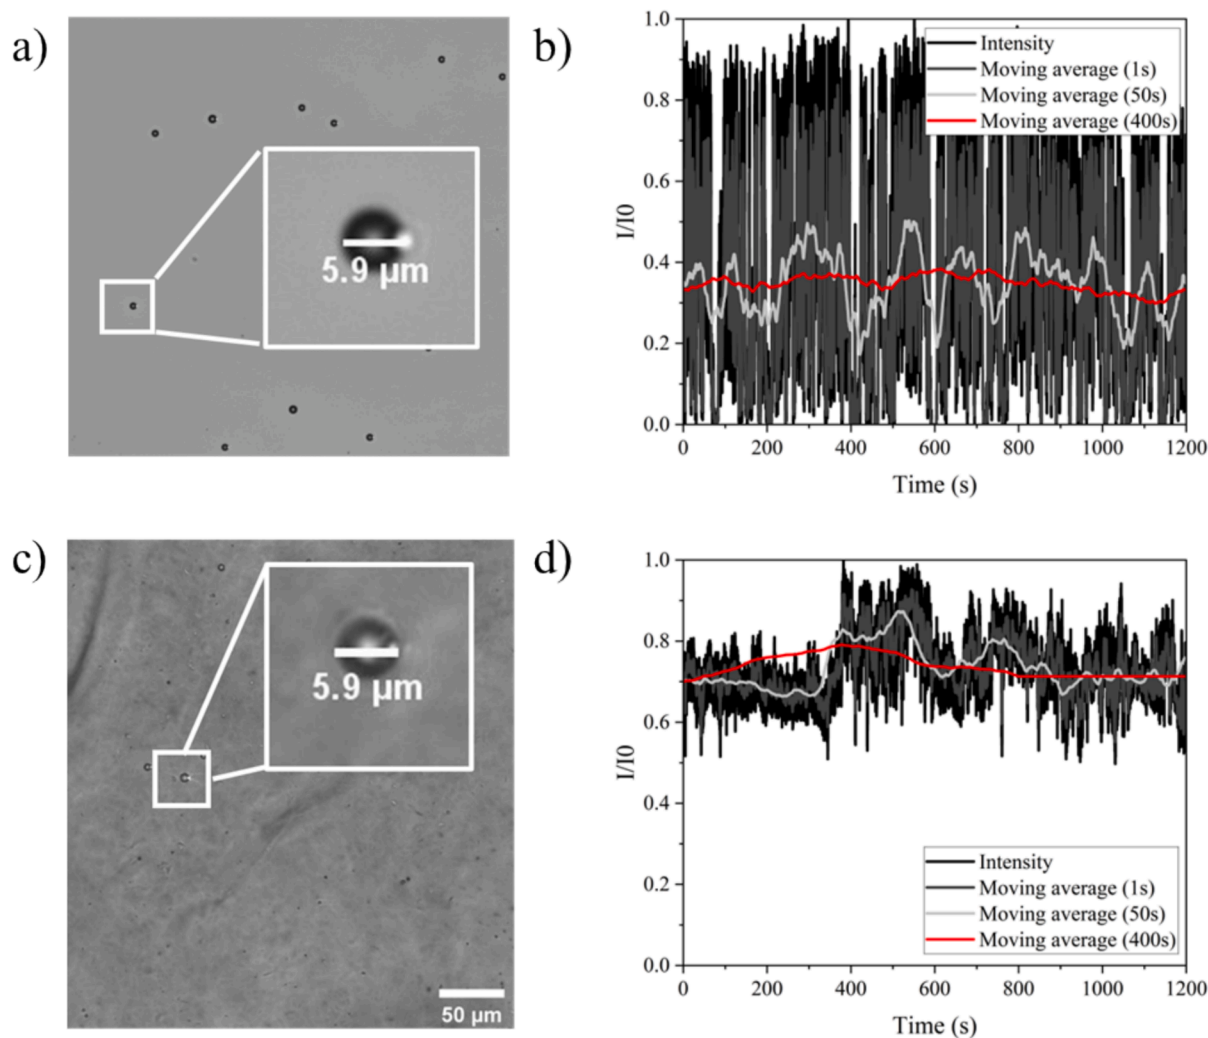 a)
5.9 µm
b)
1.0
0.8
0.6
0.4
0.2
0.0
I/I0
Intensity
Moving average (1s)
Moving average (50s)
Moving average (400s)
0 200 400 600 800 1000 1200
Time (s)
c)
5.9 µm
50 µm
d)
1.0
0.8
0.6
0.4
0.2
0.0
I/I0
Intensity
Moving average (1s)
Moving average (50s)
Moving average (400s)
0 200 400 600 800 1000 1200
Time (s)